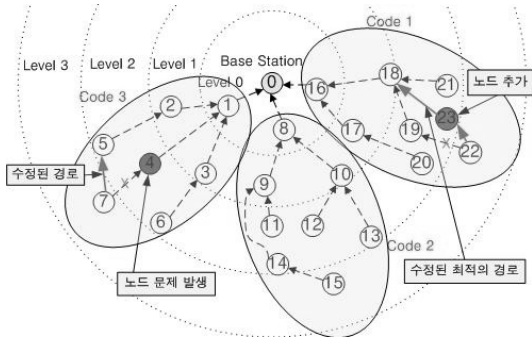 Code 1
Level 3
Level 2
Level 1
Base Station
Level 0
Code 3
0
1
2
3
4
5
6
7
8
9
10
11
12
13
14
15
16
17
18
19
20
21
22
23
노드 추가
수정된 경로
노드 문제 발생
Code 2
수정된 최적의 경로